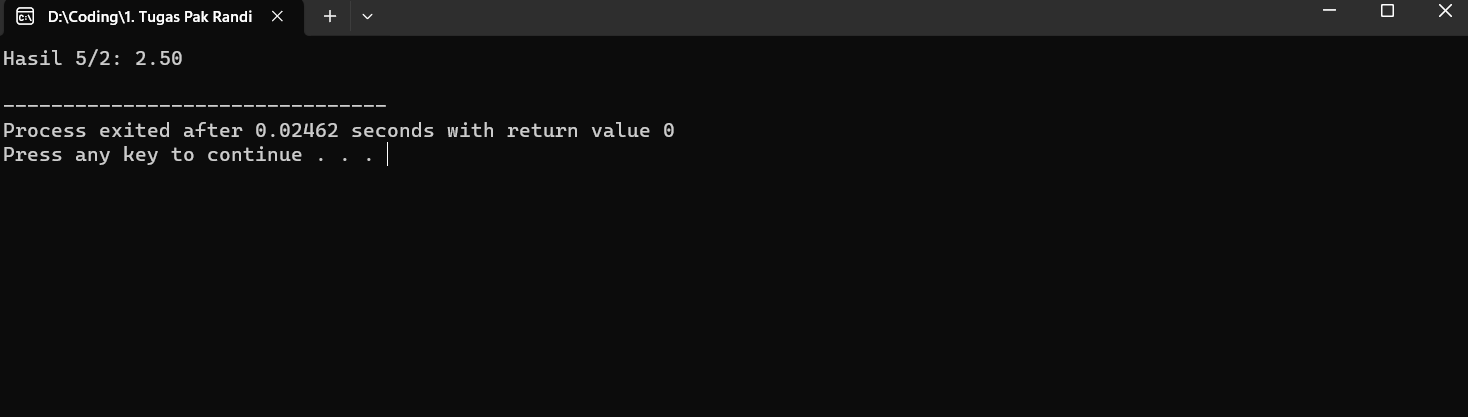 D:\Coding\1. Tugas Pak Randi
Hasil 5/2: 2.50
--------------------------------
Process exited after 0.02462 seconds with return value 0
Press any key to continue . . .